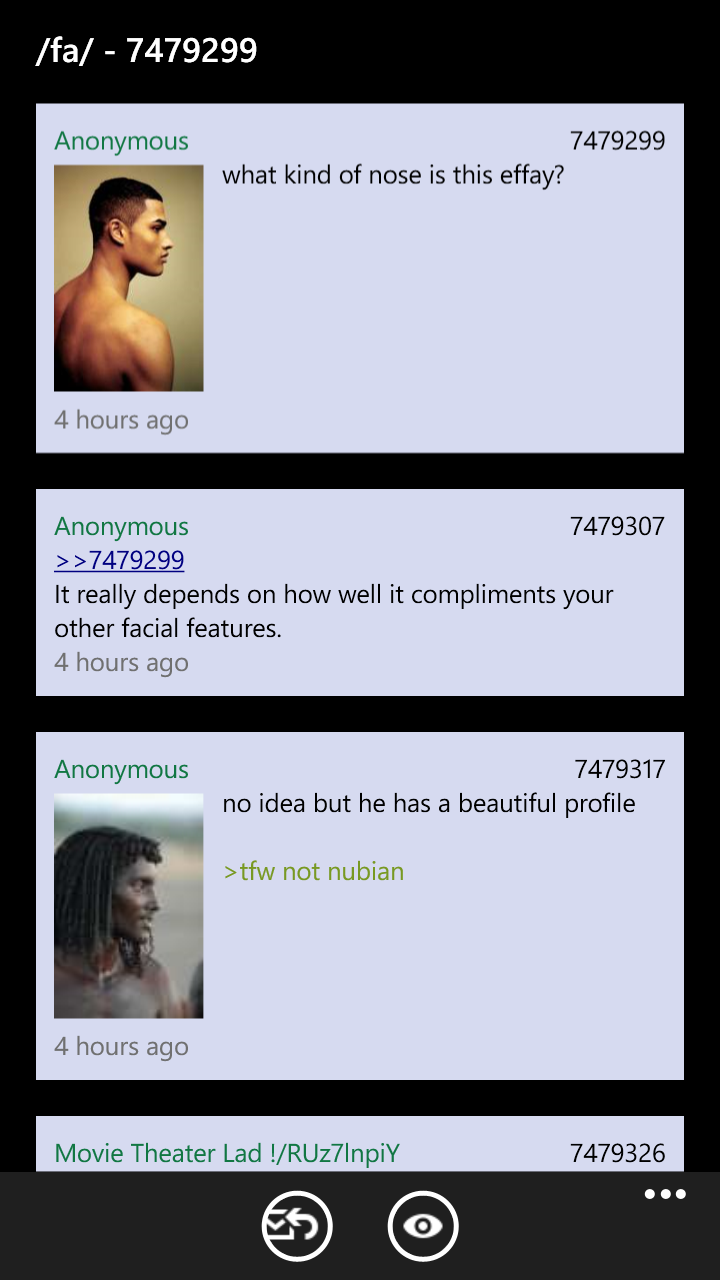 /fa/ - 7479299
Anonymous 7479299
what kind of nose is this effay?
4 hours ago
Anonymous 7479307
>>7479299
It really depends on how well it compliments your
other facial features.
4 hours ago
Anonymous 7479317
no idea but he has a beautiful profile
>tfw not nubian
4 hours ago
Movie Theater Lad !/RUz7lnpiY 7479326